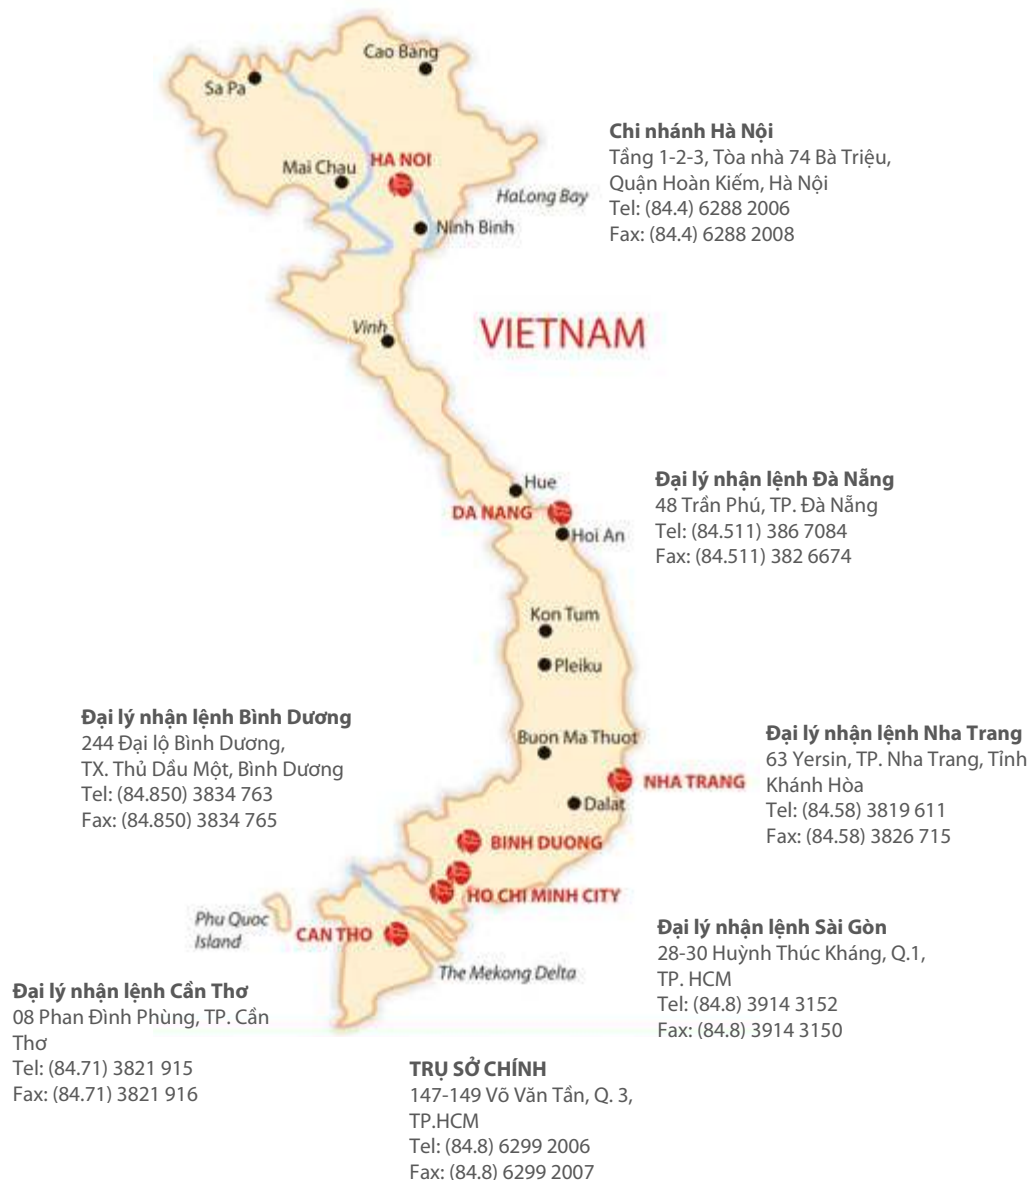 Cao Bang
Sa Pa
Mai Chau
HA NOI
HaLong Bay
Ninh Binh
Chi nhánh Hà Nội
Tầng 1-2-3, Tòa nhà 74 Bà Triệu,
Quận Hoàn Kiếm, Hà Nội
Tel: (84.4) 6288 2006
Fax: (84.4) 6288 2008
Vinh
VIETNAM
Hue
DA NANG
Hoi An
Đại lý nhận lệnh Đà Nẵng
48 Trần Phú, TP. Đà Nẵng
Tel: (84.511) 386 7084
Fax: (84.511) 382 6674
Kon Tum
Pleiku
Buon Ma Thuot
NHA TRANG
Dalat
Đại lý nhận lệnh Bình Dương
244 Đại lộ Bình Dương,
TX. Thủ Dầu Một, Bình Dương
Tel: (84.850) 3834 763
Fax: (84.850) 3834 765
Đại lý nhận lệnh Nha Trang
63 Yersin, TP. Nha Trang, Tỉnh
Khánh Hòa
Tel: (84.58) 3819 611
Fax: (84.58) 3826 715
BINH DUONG
HO CHI MINH CITY
Phu Quoc
Island
CAN THO
The Mekong Delta
Đại lý nhận lệnh Sài Gòn
28-30 Huỳnh Thúc Kháng, Q.1,
TP. HCM
Tel: (84.8) 3914 3152
Fax: (84.8) 3914 3150
Đại lý nhận lệnh Cần Thơ
08 Phan Đình Phùng, TP. Cần
Thơ
Tel: (84.71) 3821 915
Fax: (84.71) 3821 916
TRỤ SỞ CHÍNH
147-149 Võ Văn Tần, Q. 3,
TP.HCM
Tel: (84.8) 6299 2006
Fax: (84.8) 6299 2007